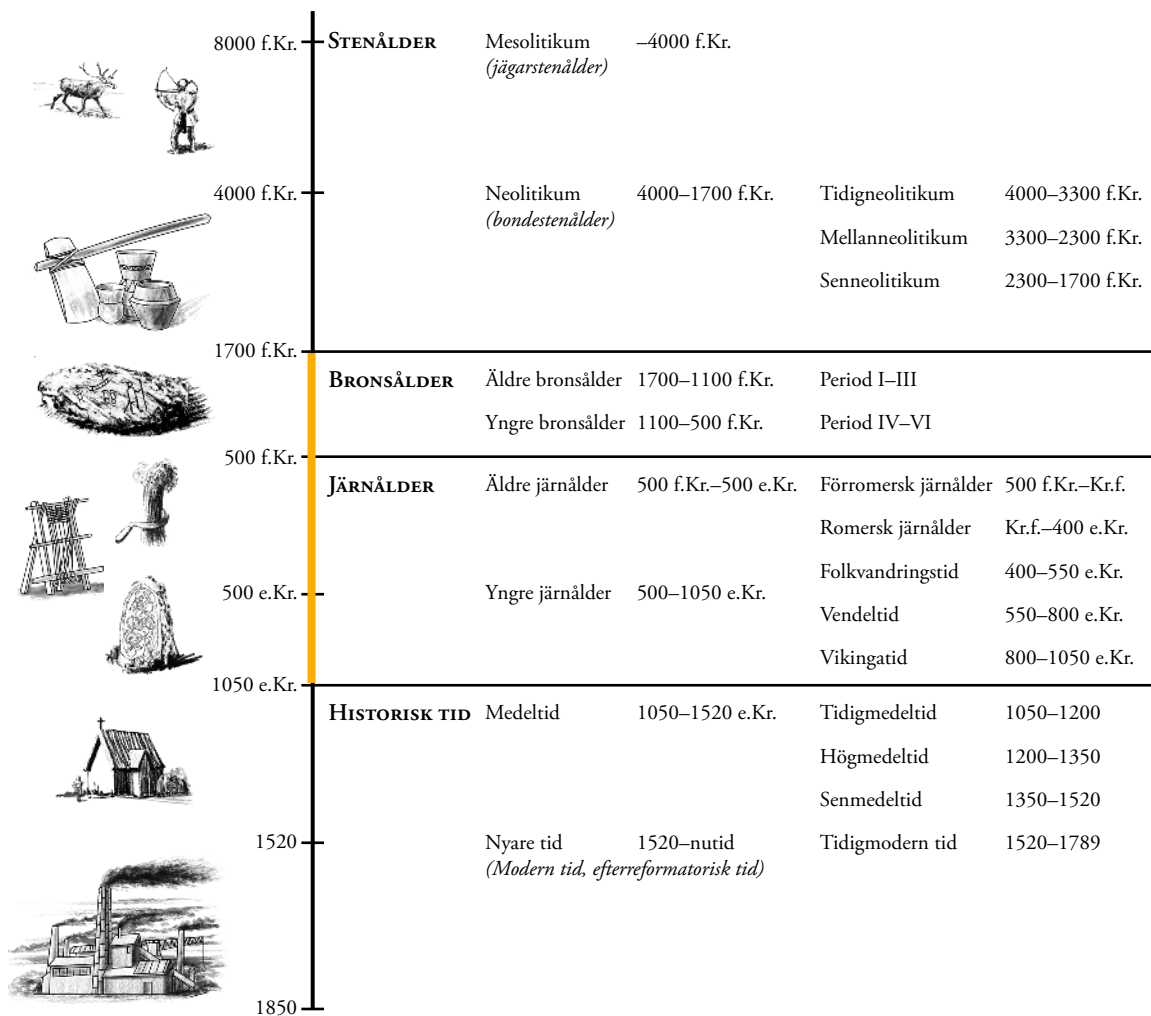 8000 f.Kr. STENÅLDER Mesolitikum –4000 f.Kr.
(jägarstenålder)
4000 f.Kr. Neolitikum 4000–1700 f.Kr. Tidigneolitikum 4000–3300 f.Kr.
(bondestenålder)
Mellanneolitikum 3300–2300 f.Kr.
Senneolitikum 2300–1700 f.Kr.
1700 f.Kr.
BRONSÅLDER Äldre bronsålder 1700–1100 f.Kr. Period I–III
Yngre bronsålder 1100–500 f.Kr. Period IV–VI
500 f.Kr.
JÄRNÅLDER Äldre järnålder 500 f.Kr.–500 e.Kr. Förromersk järnålder 500 f.Kr.–Kr.f.
Romersk järnålder Kr.f.–400 e.Kr.
Folkvandringstid 400–550 e.Kr.
500 e.Kr. Yngre järnålder 500–1050 e.Kr.
Vendeltid 550–800 e.Kr.
Vikingatid 800–1050 e.Kr.
1050 e.Kr.
HISTORISK TID Medeltid 1050–1520 e.Kr. Tidigmedeltid 1050–1200
Högmedeltid 1200–1350
Senmedeltid 1350–1520
1520 Nyare tid 1520–nutid Tidigmodern tid 1520–1789
(Modern tid, efterreformatorisk tid)
1850